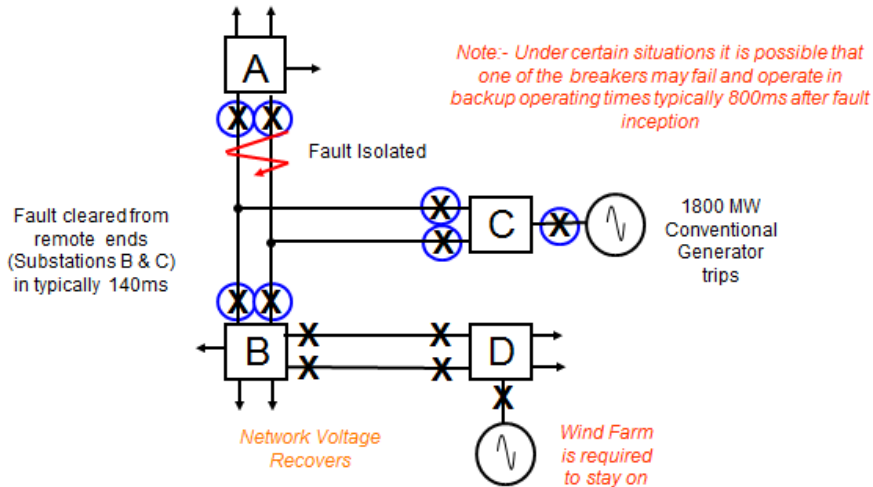 A
Note:- Under certain situations it is possible that
one of the breakers may fail and operate in
backup operating times typically 800ms after fault
inception
X X
Fault Isolated
Fault cleared from
remote ends
(Substations B & C)
in typically 140ms
X
X
C
X
1800 MW
Conventional
Generator
trips
X X
B
X
X
X
X
D
X
Network Voltage
Recovers
Wind Farm
is required
to stay on